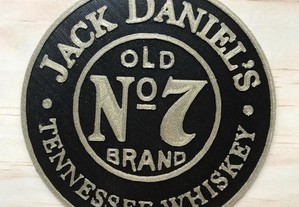 JACK DANIEL'S
OLD
Nº7
BRAND
· TENNESSEE WHISKEY ·